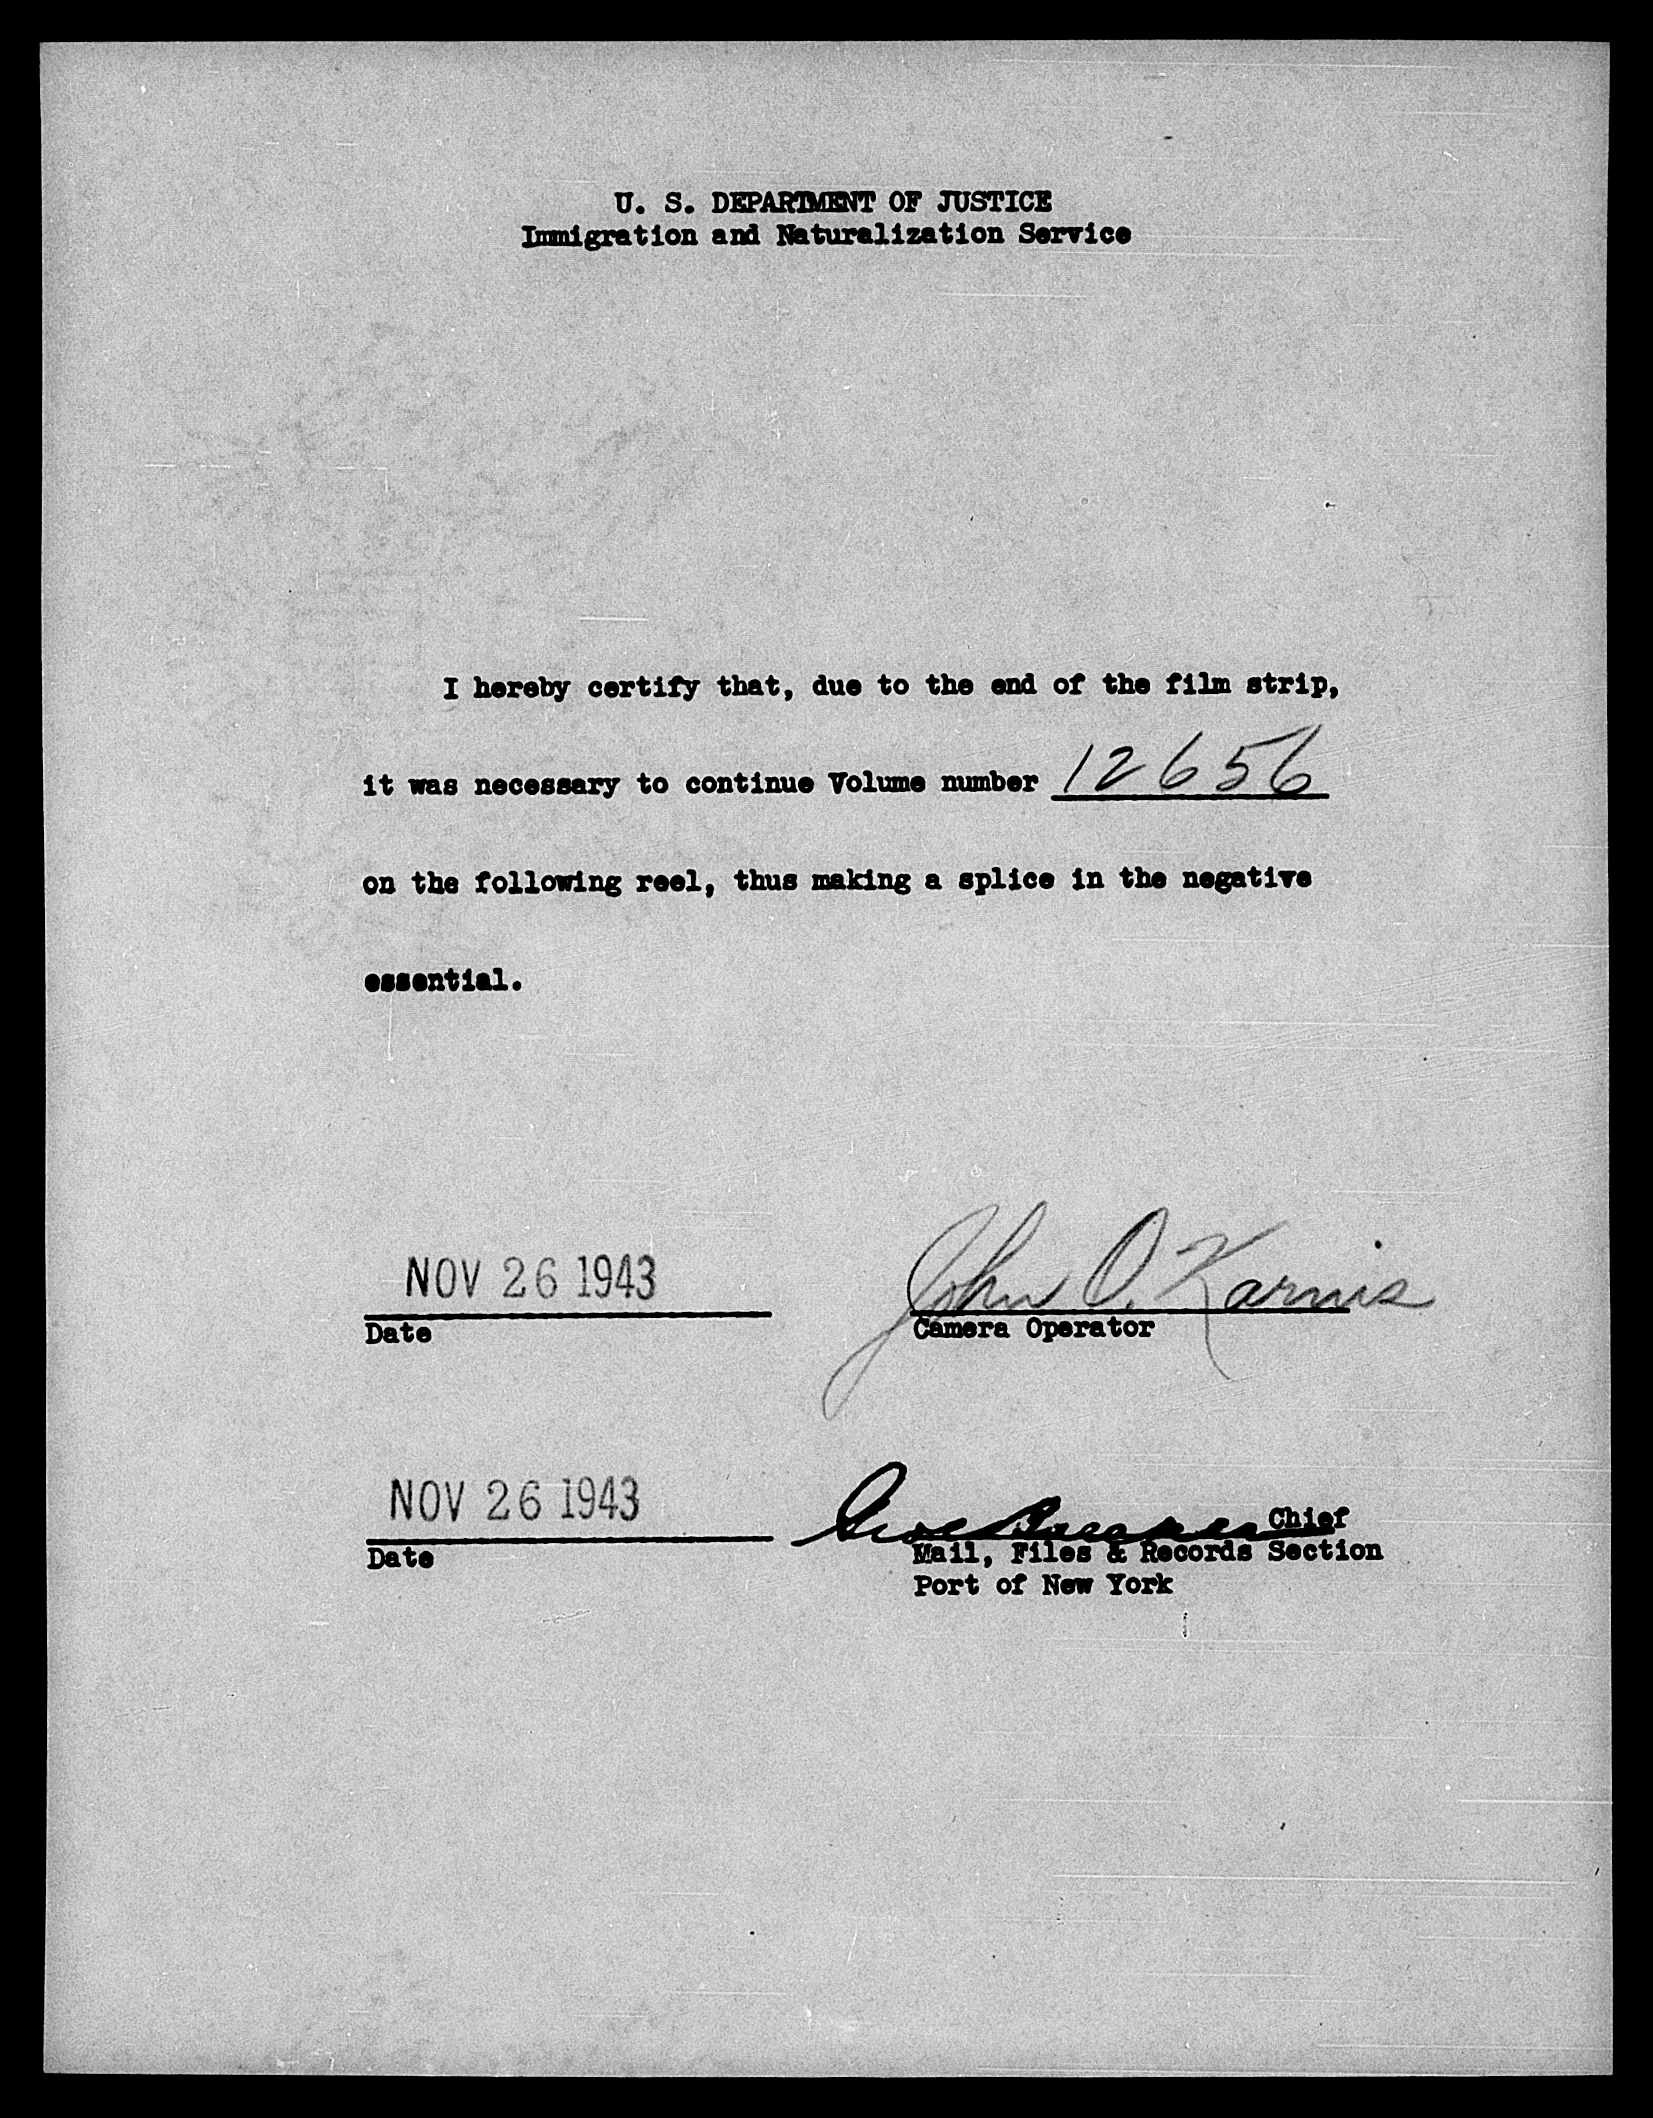 U. S. DEPARTMENT OF JUSTICE
Immigration and Naturalization Service
I hereby certify that, due to the end of the film strip,
it was necessary to continue Volume number 12656
on the following reel, thus making a splice in the negative
essential.
NOV 26 1943 John O. Karnis
Date Camera Operator
NOV 26 1943 Chief
Date Mail, Files & Records Section
Port of New York